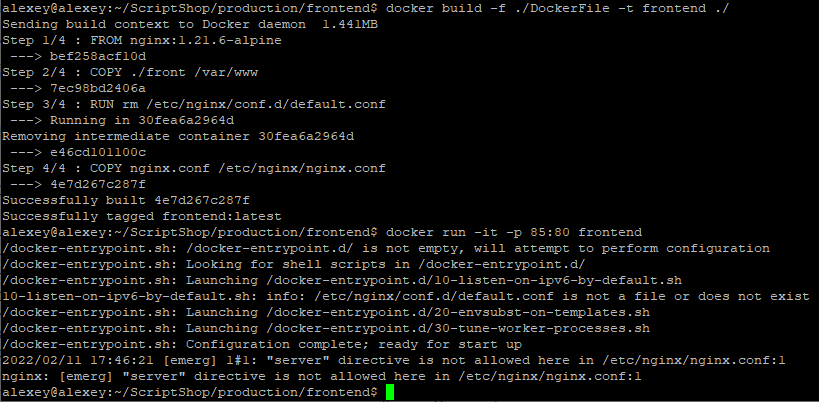 alexey@alexey:~/ScriptShop/production/frontend$ docker build -f ./DockerFile -t frontend ./
Sending build context to Docker daemon  1.441MB
Step 1/4 : FROM nginx:1.21.6-alpine
 ---> bef258acf10d
Step 2/4 : COPY ./front /var/www
 ---> 7ec98bd2406a
Step 3/4 : RUN rm /etc/nginx/conf.d/default.conf
 ---> Running in 30fea6a2964d
Removing intermediate container 30fea6a2964d
 ---> e46cd101100c
Step 4/4 : COPY nginx.conf /etc/nginx/nginx.conf
 ---> 4e7d267c287f
Successfully built 4e7d267c287f
Successfully tagged frontend:latest
alexey@alexey:~/ScriptShop/production/frontend$ docker run -it -p 85:80 frontend
/docker-entrypoint.sh: /docker-entrypoint.d/ is not empty, will attempt to perform configuration
/docker-entrypoint.sh: Looking for shell scripts in /docker-entrypoint.d/
/docker-entrypoint.sh: Launching /docker-entrypoint.d/10-listen-on-ipv6-by-default.sh
10-listen-on-ipv6-by-default.sh: info: /etc/nginx/conf.d/default.conf is not a file or does not exist
/docker-entrypoint.sh: Launching /docker-entrypoint.d/20-envsubst-on-templates.sh
/docker-entrypoint.sh: Launching /docker-entrypoint.d/30-tune-worker-processes.sh
/docker-entrypoint.sh: Configuration complete; ready for start up
2022/02/11 17:46:21 [emerg] 1#1: "server" directive is not allowed here in /etc/nginx/nginx.conf:1
nginx: [emerg] "server" directive is not allowed here in /etc/nginx/nginx.conf:1
alexey@alexey:~/ScriptShop/production/frontend$